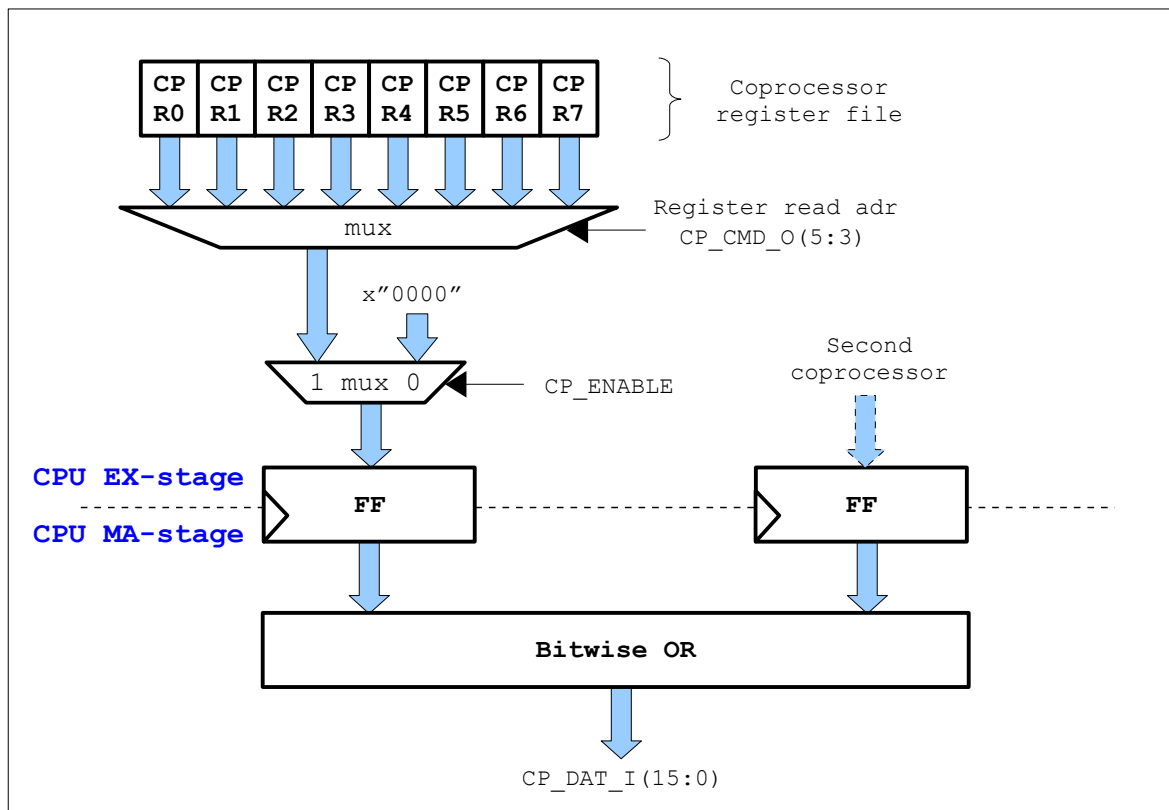 CP CP CP CP CP CP CP CP
R0 R1 R2 R3 R4 R5 R6 R7
Coprocessor
register file
mux
Register read adr
CP_CMD_O(5:3)
x”0000”
1 mux 0
CP_ENABLE
Second
coprocessor
CPU EX-stage
FF
FF
CPU MA-stage
Bitwise OR
CP_DAT_I(15:0)